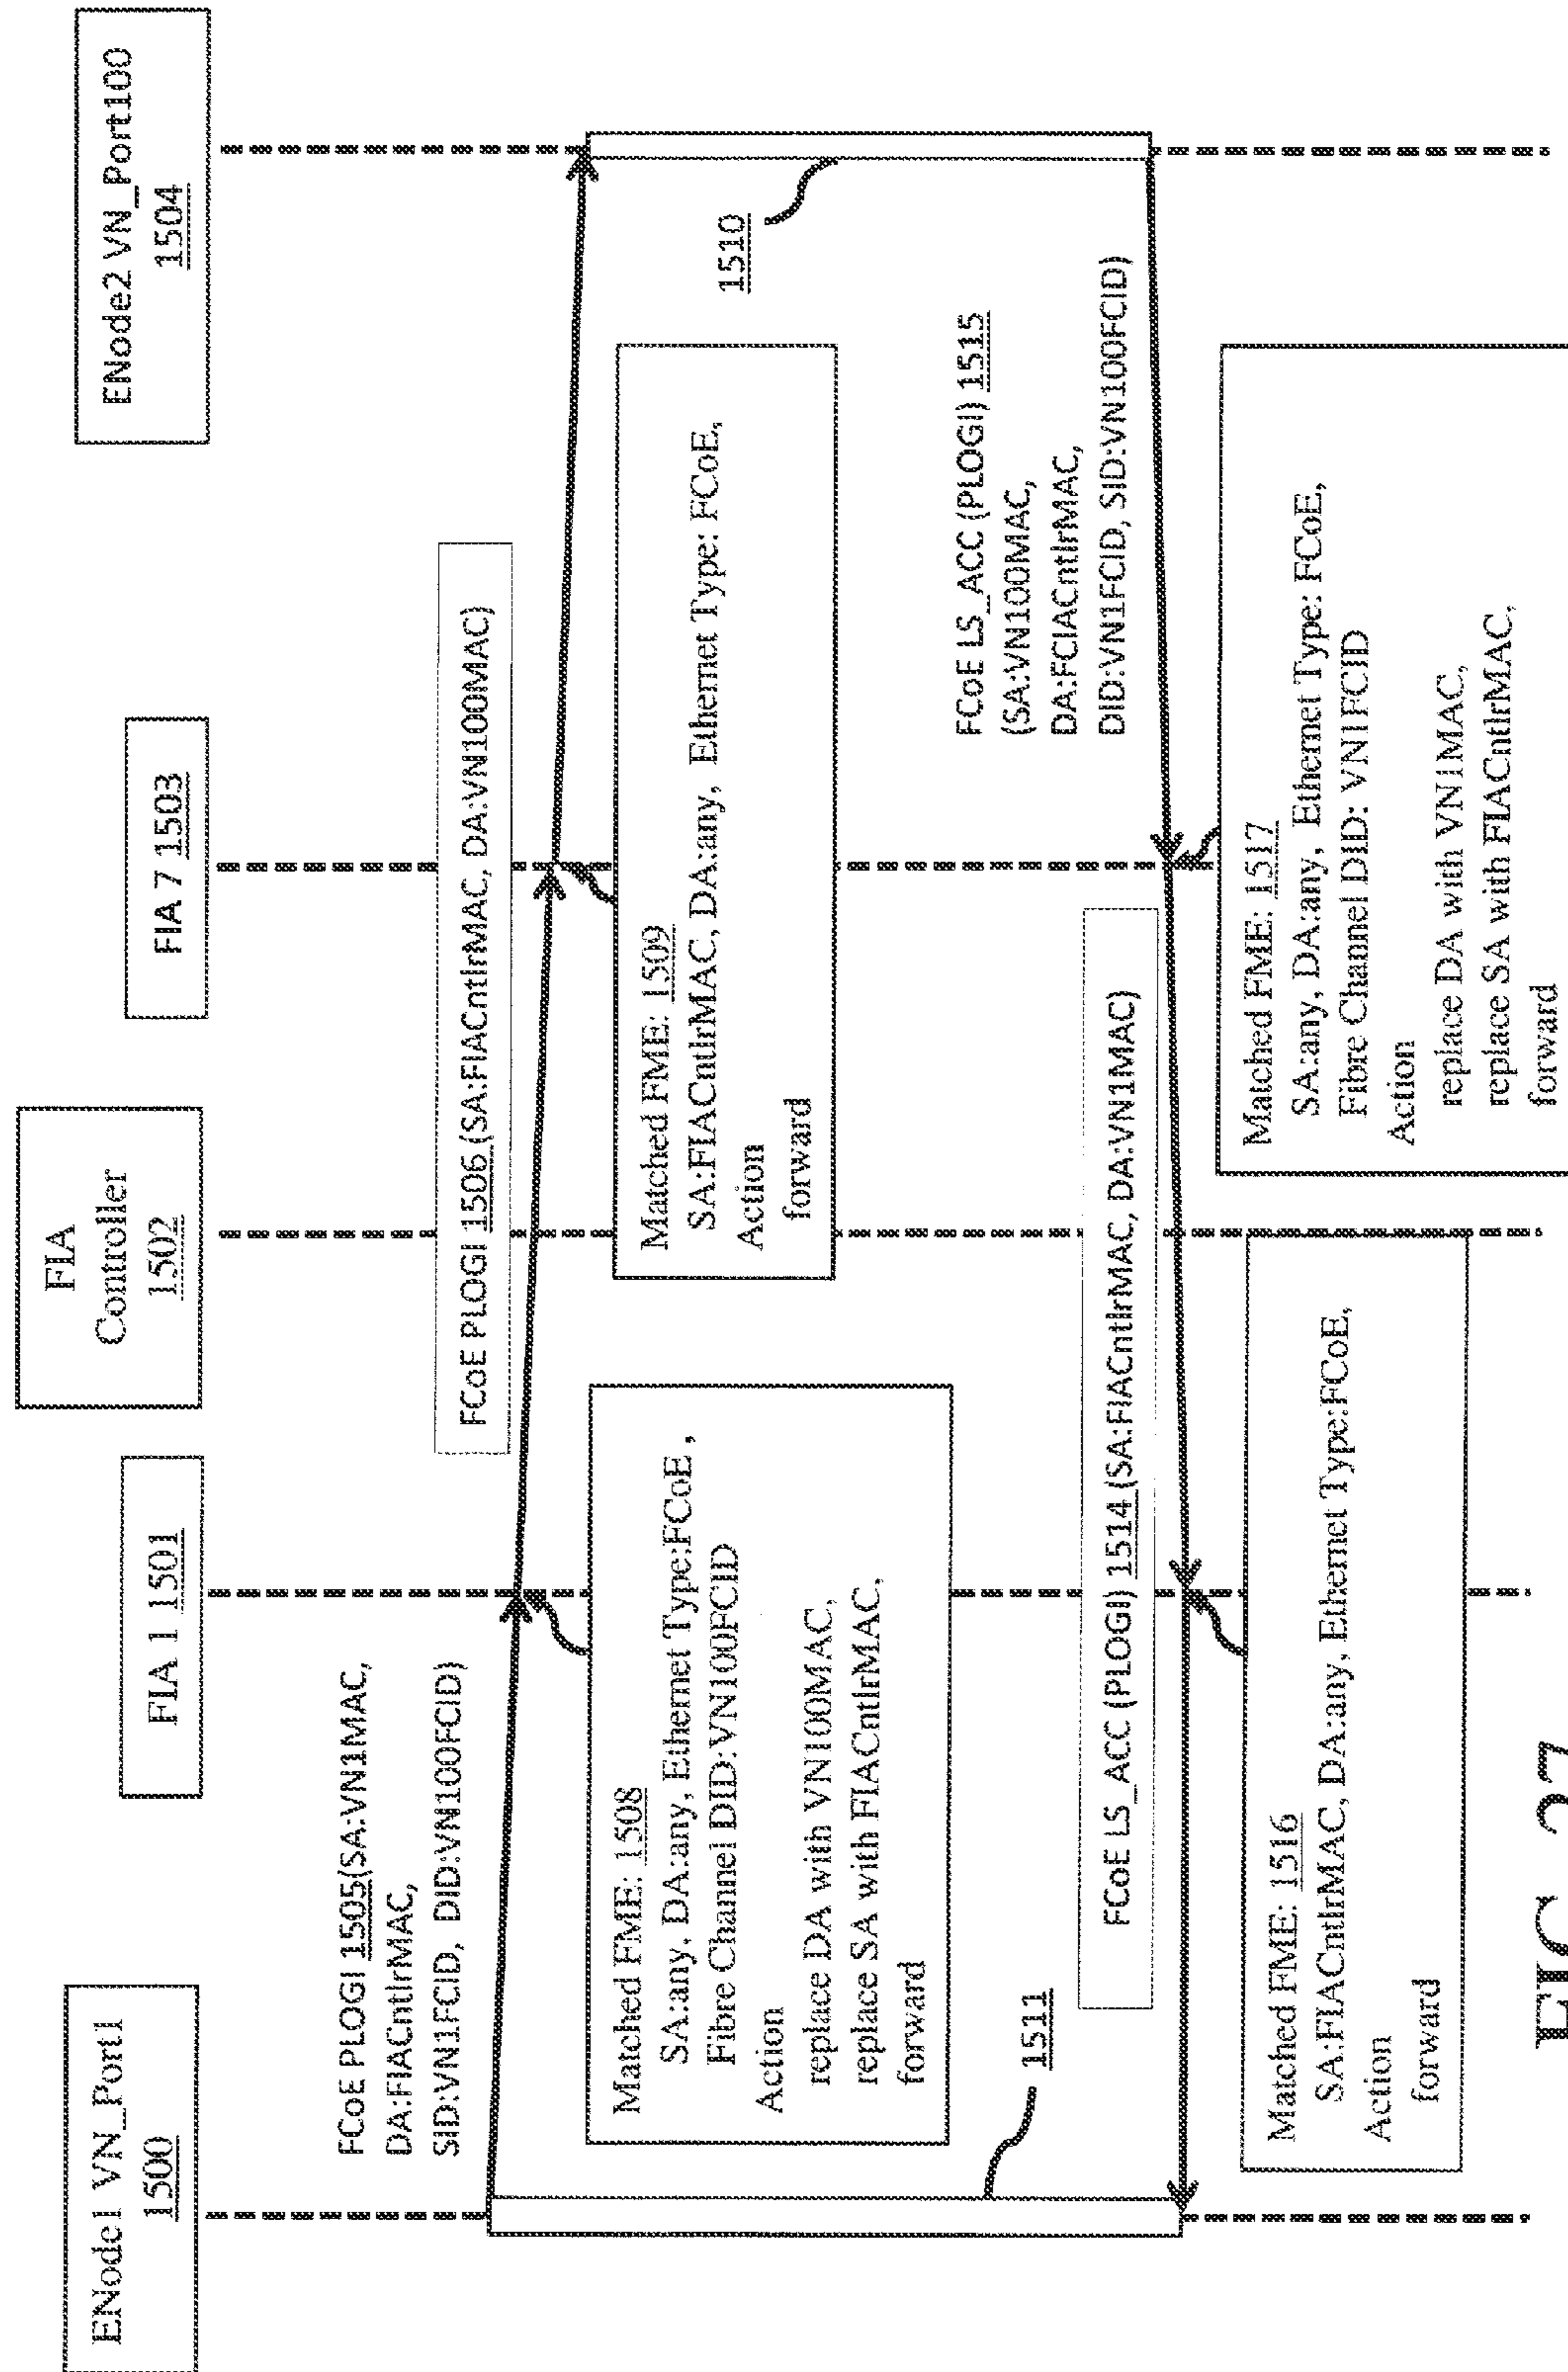 ENode1 VN_Port1
1500
FIA 1 1501
FIA
Controller
1502
FIA 7 1503
ENode2 VN_Port100
1504
FCoE PLOGI 1505(SA:VN1MAC,
DA:FIACntlrMAC,
SID:VN1FCID, DID:VN100FCID)
FCoE PLOGI 1506 (SA:FIACntlrMAC, DA:VN100MAC)
Matched FME: 1508
SA:any, DA:any, Ethernet Type:FCoE ,
Fibre Channel DID:VN100FCID
Action
replace DA with VN100MAC,
replace SA with FIACntlrMAC,
forward
Matched FME: 1509
SA:FIACntlrMAC, DA:any, Ethernet Type: FCoE,
Action
forward
1510
FCoE LS_ACC (PLOGI) 1515
(SA:VN100MAC,
DA:FCIACntlrMAC,
DID:VN1FCID, SID:VN100FCID)
1511
FCoE LS_ACC (PLOGI) 1514 (SA:FIACntlrMAC, DA:VN1MAC)
Matched FME: 1516
SA:FIACntlrMAC, DA:any, Ethernet Type:FCoE,
Action
forward
Matched FME: 1517
SA:any, DA:any, Ethernet Type: FCoE,
Fibre Channel DID: VN1FCID
Action
replace DA with VN1MAC,
replace SA with FIACntlrMAC,
forward